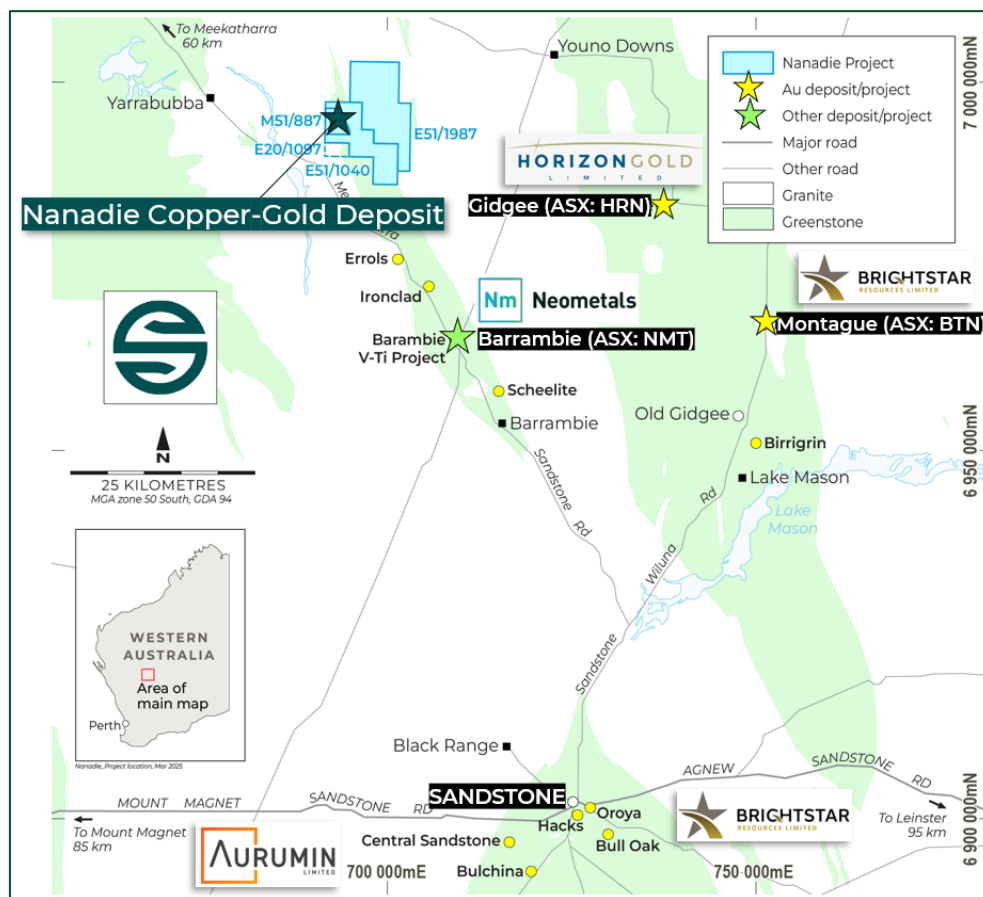 To Meekatharra
60 km
Youno Downs
Yarrabubba
M51/887
E51/1987
E20/1097
E51/1040
Nanadie Copper-Gold Deposit
HORIZON GOLD
LIMITED
Gidgee (ASX: HRN)
Nanadie Project
Au deposit/project
Other deposit/project
Major road
Other road
Granite
Greenstone
7 000 000mN
Errols
Ironclad
Nm Neometals
Barambie
V-Ti Project
Barrambie (ASX: NMT)
BRIGHTSTAR
RESOURCES LIMITED
Montague (ASX: BTN)
Scheelite
Barrambie
Old Gidgee
Birrigrin
Lake Mason
Lake
Mason
6 950 000mN
N
25 KILOMETRES
MGA zone 50 South, GDA 94
Sandstone Rd
Sandstone Wiluna Rd
WESTERN
AUSTRALIA
Area of
main map
Perth
Nanadie_Project location, Mar 2025
Black Range
SANDSTONE
MOUNT MAGNET SANDSTONE RD
AGNEW SANDSTONE RD
To Mount Magnet
85 km
To Leinster
95 km
Oroya
Hacks
Bull Oak
Central Sandstone
Bulchina
AURUMIN
LIMITED
BRIGHTSTAR
RESOURCES LIMITED
6 900 000mN
700 000mE
750 000mE